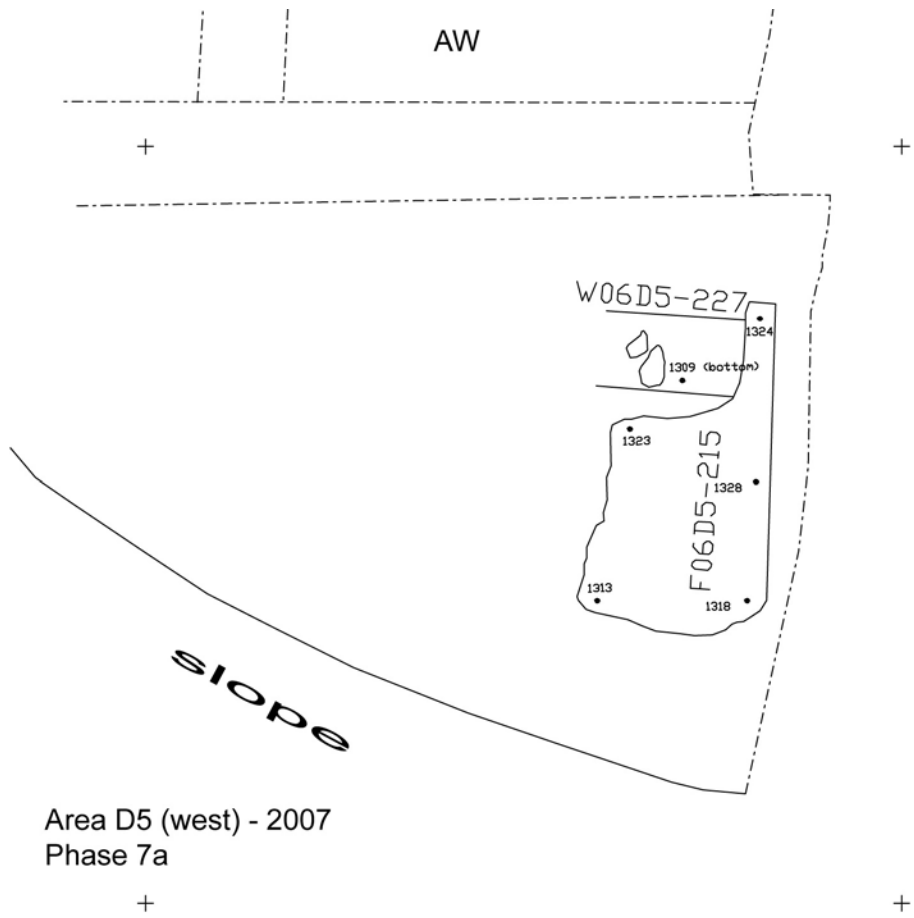 AW
W06D5-227
1324
1309 (bottom)
1323
F06D5-215
1328
1313
1318
slope
Area D5 (west) - 2007
Phase 7a